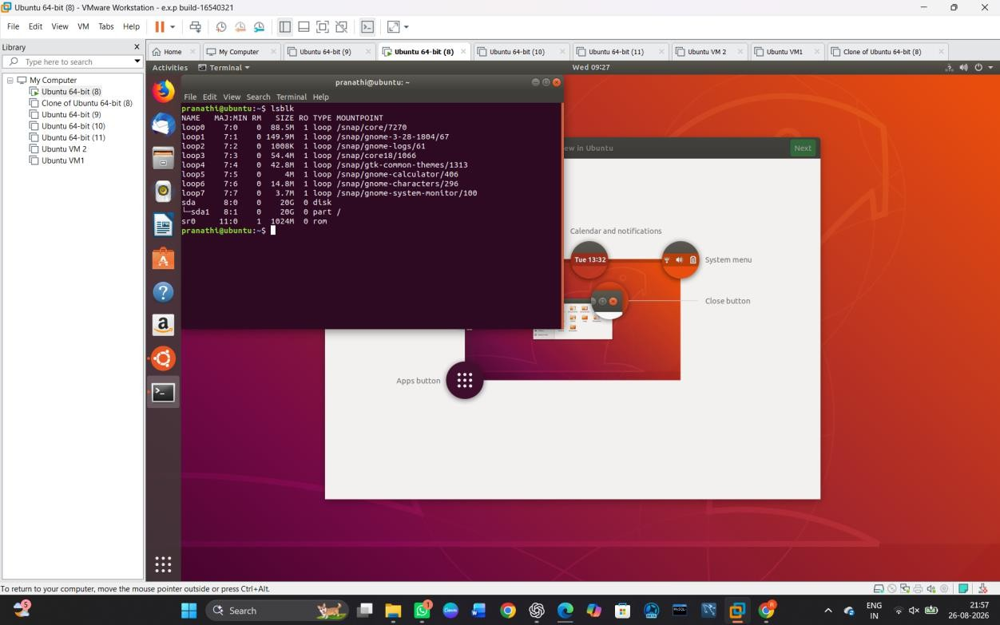 Ubuntu 64-bit (8) - VMware Workstation - e.x.p build-16540321
File Edit View VM Tabs Help
Library
Type here to search
My Computer
Ubuntu 64-bit (8)
Clone of Ubuntu 64-bit (8)
Ubuntu 64-bit (9)
Ubuntu 64-bit (10)
Ubuntu 64-bit (11)
Ubuntu VM 2
Ubuntu VM1
Home My Computer Ubuntu 64-bit (9) Ubuntu 64-bit (8) Ubuntu 64-bit (10) Ubuntu 64-bit (11) Ubuntu VM 2 Ubuntu VM1 Clone of Ubuntu 64-bit (8)
Activities Terminal Wed 09:27
pranathi@ubuntu: ~
File Edit View Search Terminal Help
pranathi@ubuntu:~$ lsblk
NAME MAJ:MIN RM SIZE RO TYPE MOUNTPOINT
loop0 7:0 0 88.5M 1 loop /snap/core/7270
loop1 7:1 0 149.9M 1 loop /snap/gnome-3-28-1804/67
loop2 7:2 0 1008K 1 loop /snap/gnome-logs/61
loop3 7:3 0 54.4M 1 loop /snap/core18/1066
loop4 7:4 0 42.8M 1 loop /snap/gtk-common-themes/1313
loop5 7:5 0 4M 1 loop /snap/gnome-calculator/406
loop6 7:6 0 14.8M 1 loop /snap/gnome-characters/296
loop7 7:7 0 3.7M 1 loop /snap/gnome-system-monitor/100
sda 8:0 0 20G 0 disk
└─sda1 8:1 0 20G 0 part /
sr0 11:0 1 1024M 0 rom
pranathi@ubuntu:~$
ew in Ubuntu Next
Calendar and notifications
Tue 13:32
System menu
Close button
Apps button
To return to your computer, move the mouse pointer outside or press Ctrl+Alt.
5
Search
1
ENG
IN
21:57
26-08-2026